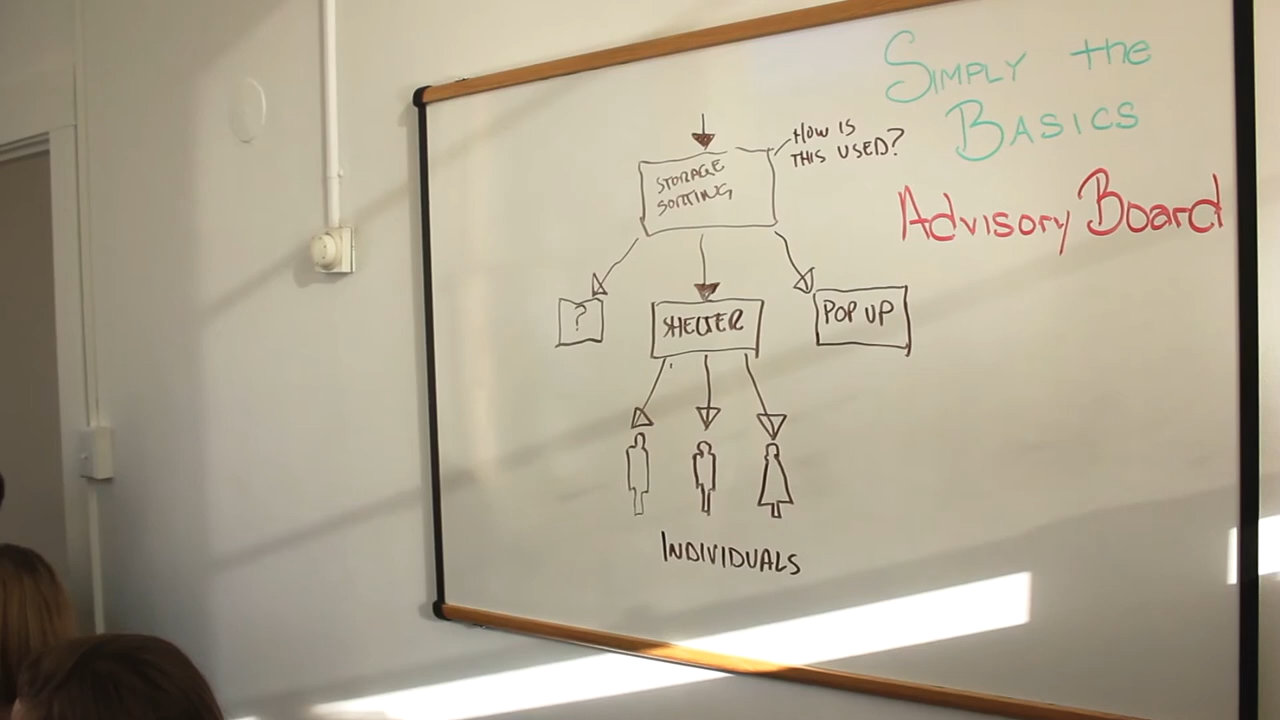 Simply the
Basics
Advisory Board
How is
this used?
Storage
Sorting
?
Shelter
Pop up
Individuals